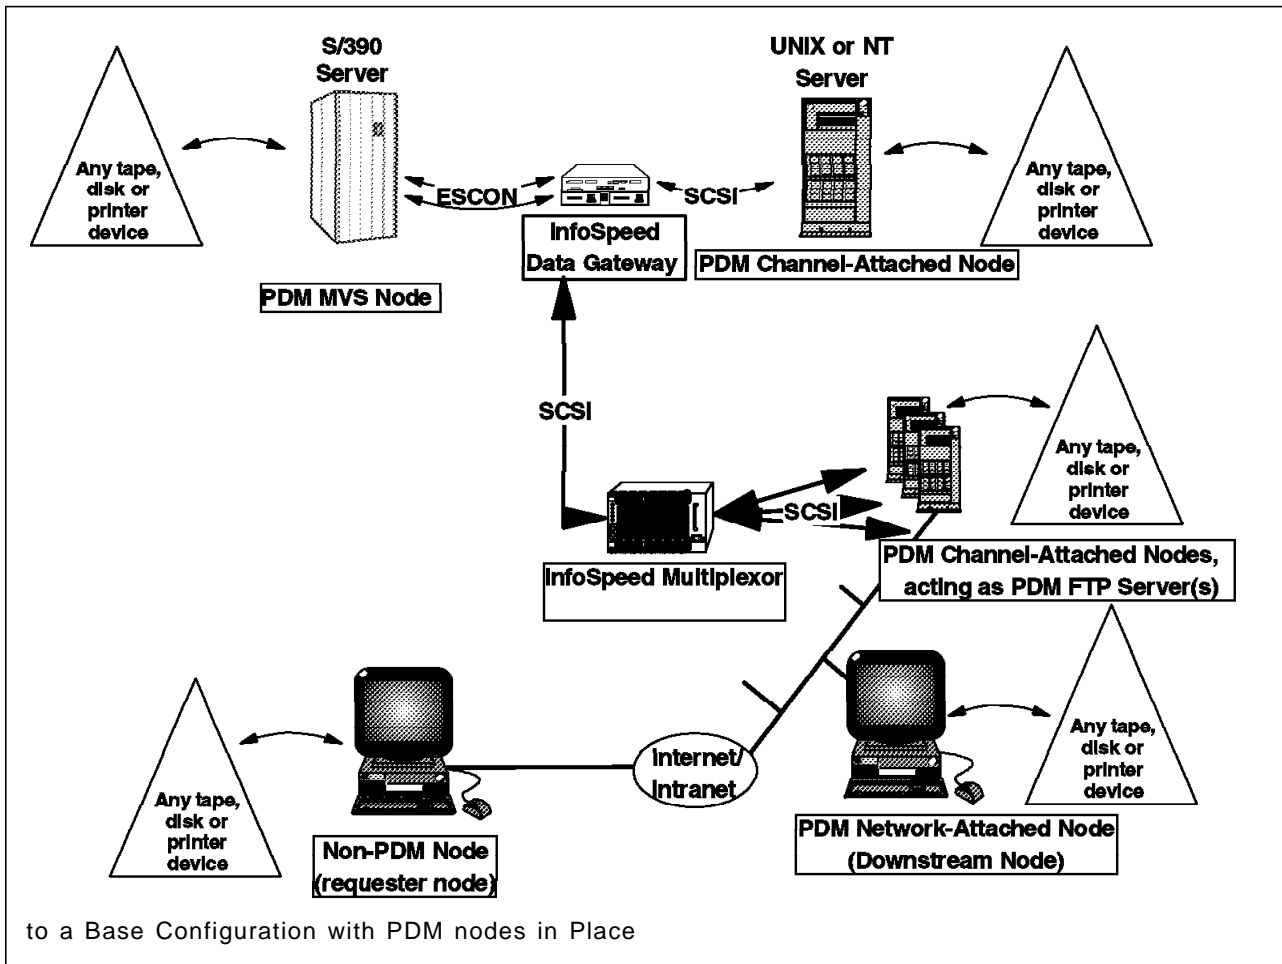 S/390
Server
UNIX or NT
Server
Any tape,
disk or
printer
device
ESCON
SCSI
Any tape,
disk or
printer
device
InfoSpeed
Data Gateway
PDM Channel-Attached Node
PDM MVS Node
SCSI
Any tape,
disk or
printer
device
SCSI
InfoSpeed Multiplexor
PDM Channel-Attached Nodes,
acting as PDM FTP Server(s)
Internet/
Intranet
Any tape,
disk or
printer
device
Any tape,
disk or
printer
device
Non-PDM Node
(requester node)
PDM Network-Attached Node
(Downstream Node)
to a Base Configuration with PDM nodes in Place